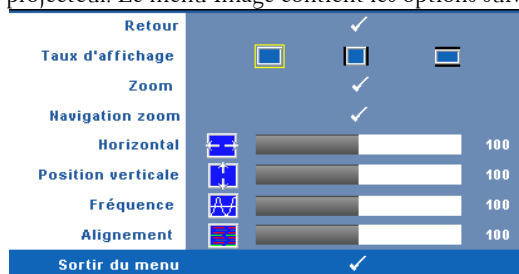 projecteur. Le menu Image contient les options
Retour
Taux d'affichage
Zoom
Navigation zoom
Horizontal 100
Position verticale 100
Fréquence 100
Alignement 100
Sortir du menu